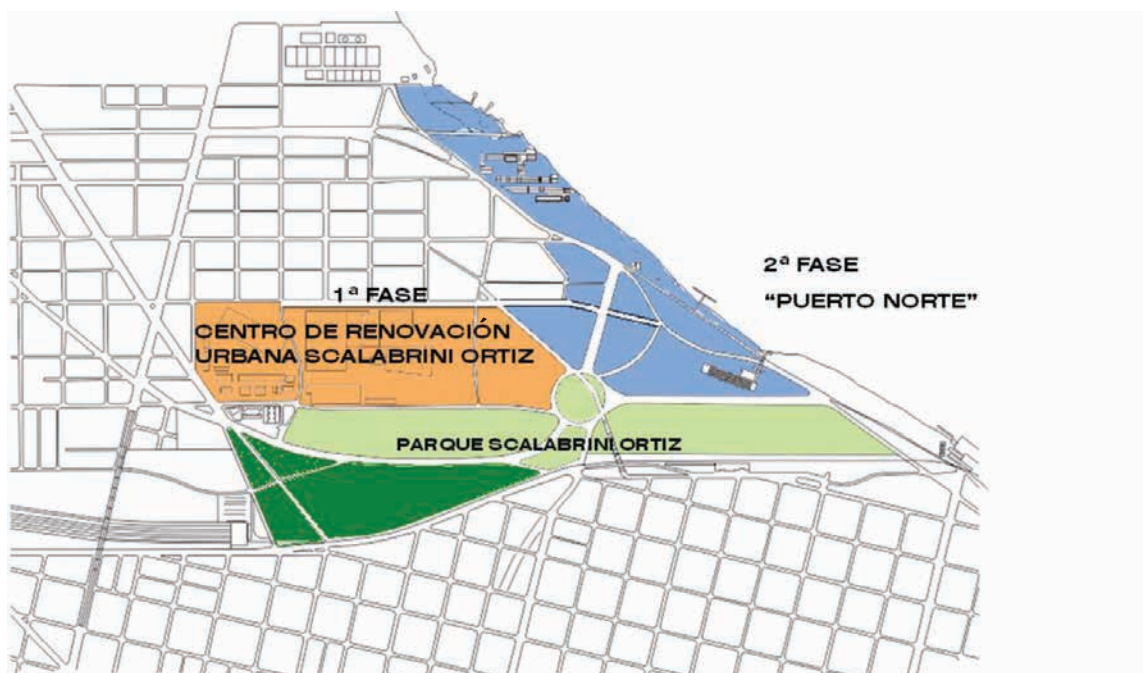 2ª FASE
“PUERTO NORTE”
1ª FASE
CENTRO DE RENOVACIÓN
URBANA SCALABRINI ORTIZ
PARQUE SCALABRINI ORTIZ